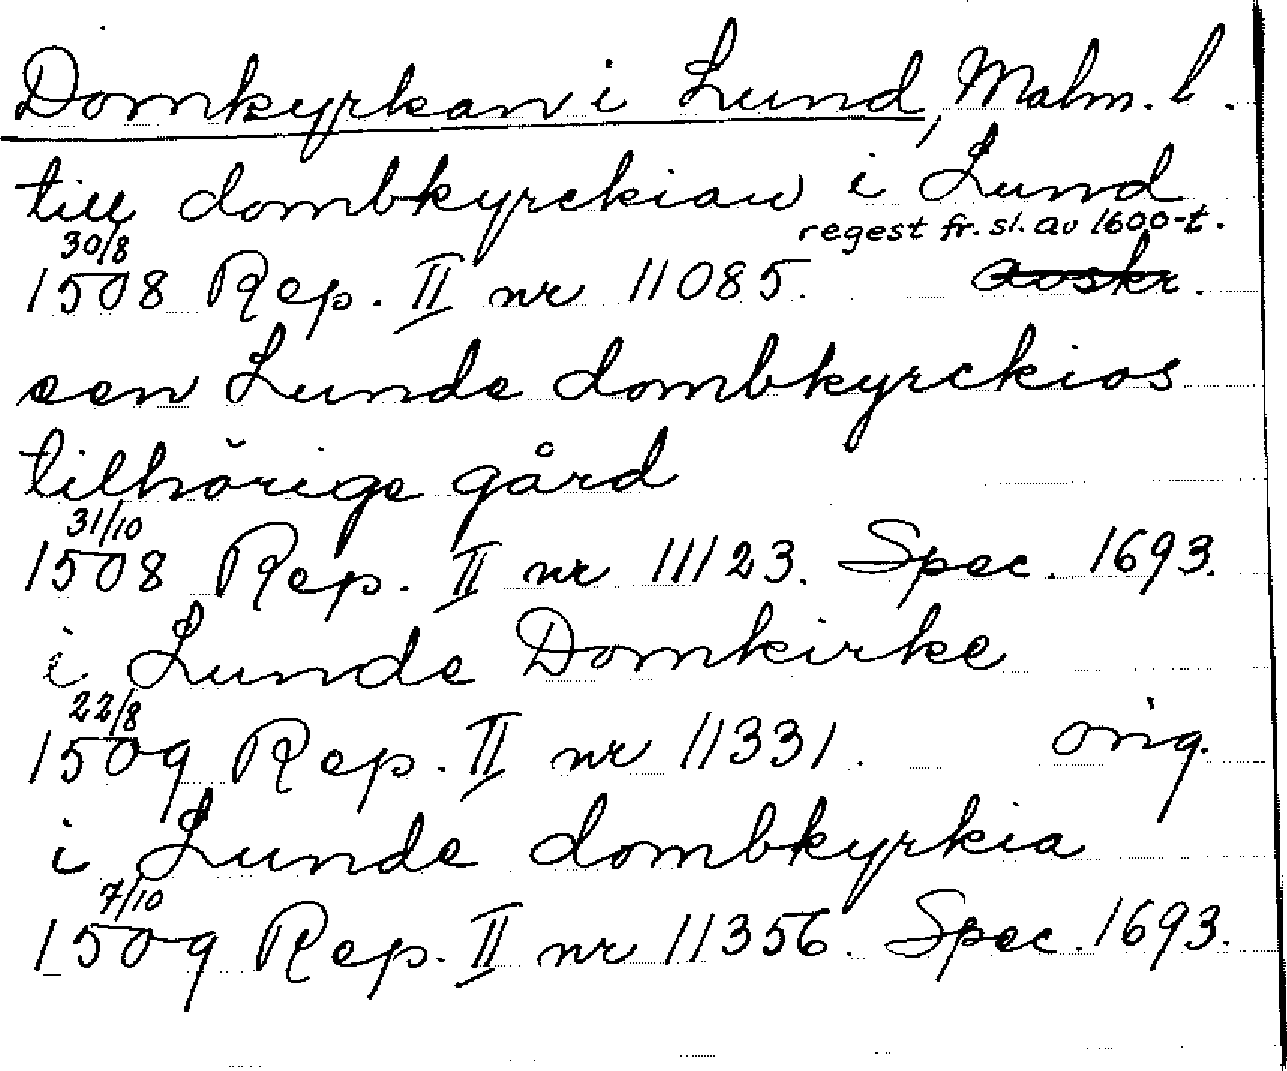 Domkyrkan i Lund, Malm. l.
till dombkyrckian i Lund
regest fr. sl. av 1600-t.
30/8
1508 Rep. II nr 11085. avskr.
een Lunde dombkyrckios
tilhörige gård
31/10
1508 Rep. II nr 11123. Spec. 1693.
i Lunde Domkirke
22/8
1509 Rep. II nr 11331. orig.
i Lunde dombkyrkia
7/10
1509 Rep. II nr 11356. Spec. 1693.